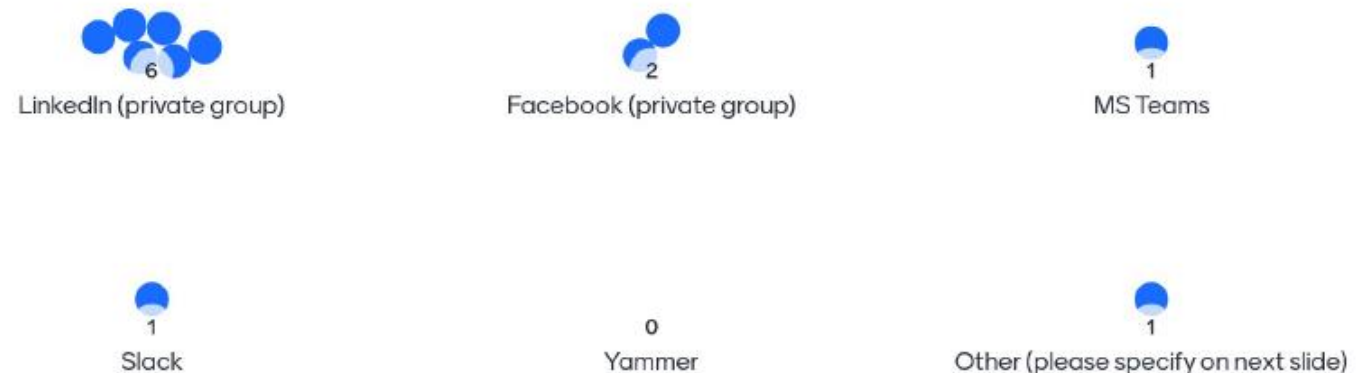 6
LinkedIn (private group)
2
Facebook (private group)
1
MS Teams
1
Slack
0
Yammer
1
Other (please specify on next slide)